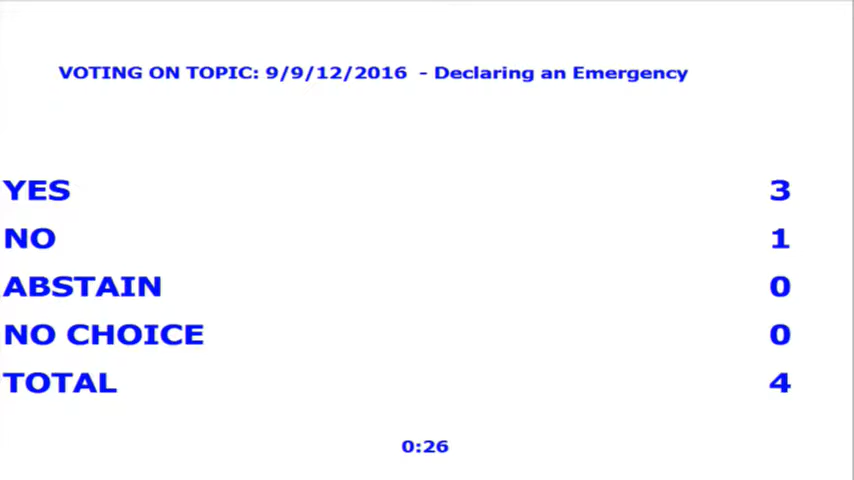 VOTING ON TOPIC: 9/9/12/2016 - Declaring an Emergency
YES 3
NO 1
ABSTAIN 0
NO CHOICE 0
TOTAL 4
0:26